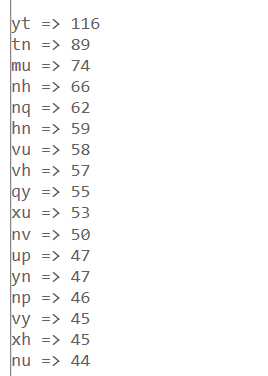 yt => 116
tn => 89
mu => 74
nh => 66
nq => 62
hn => 59
vu => 58
vh => 57
qy => 55
xu => 53
nv => 50
up => 47
yn => 47
np => 46
vy => 45
xh => 45
nu => 44